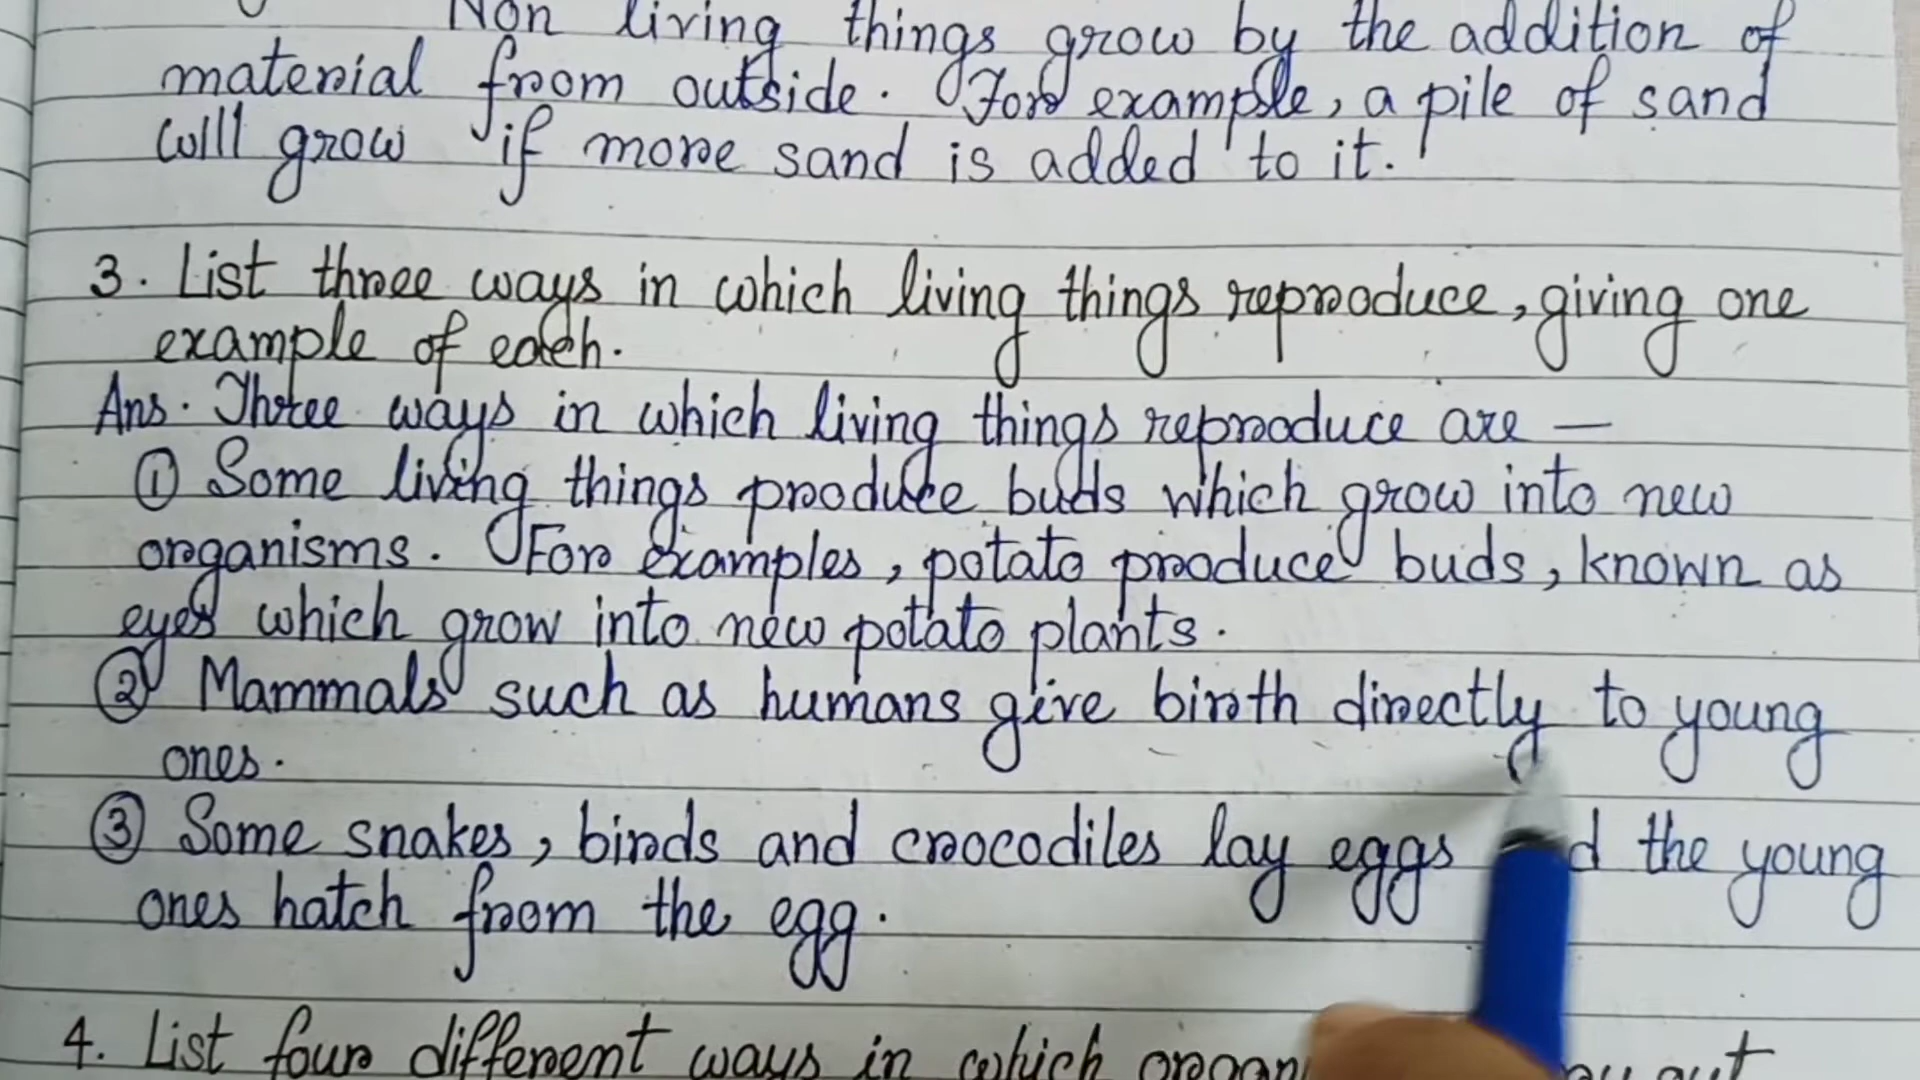 Non living things grow by the addition of
material from outside. For example, a pile of sand
will grow if more sand is added to it.
3. List three ways in which living things reproduce, giving one
example of each.
Ans. Three ways in which living things reproduce are —
① Some living things produce buds which grow into new
organisms. For examples, potato produce buds, known as
eyes which grow into new potato plants.
② Mammals such as humans give birth directly to young
ones.
③ Some snakes, birds and crocodiles lay eggs the young
ones hatch from the egg.
4. List four different ways in which